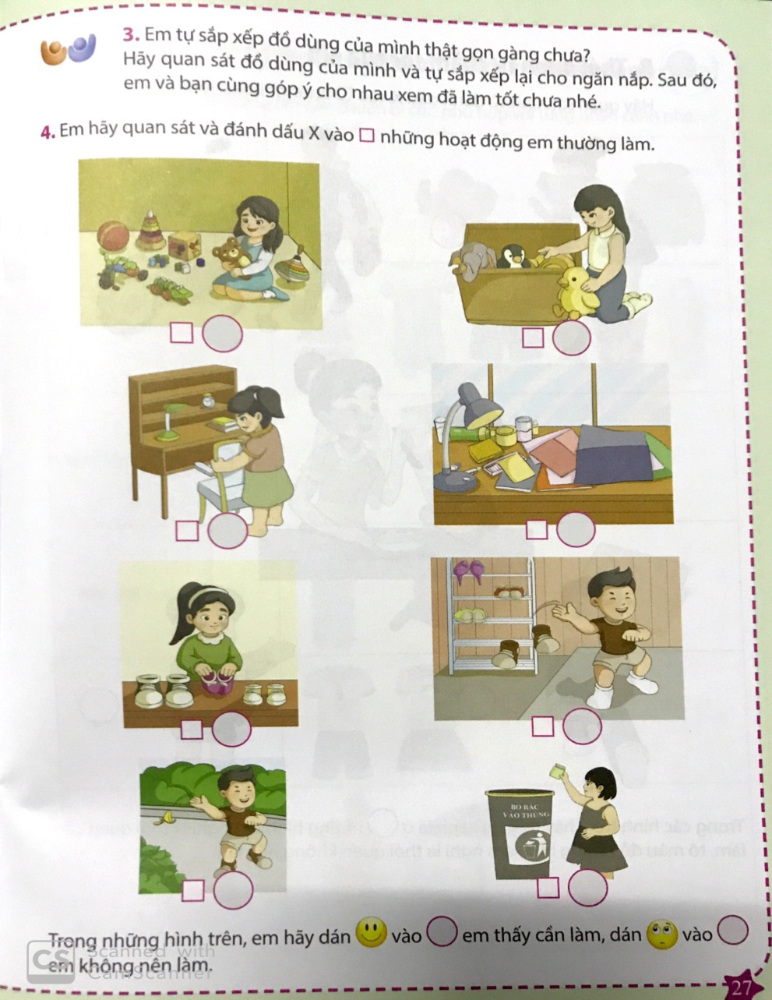 3. Em tự sắp xếp đồ dùng của mình thật gọn gàng chưa?
Hãy quan sát đồ dùng của mình và tự sắp xếp lại cho ngăn nắp. Sau đó,
em và bạn cùng góp ý cho nhau xem đã làm tốt chưa nhé.
4. Em hãy quan sát và đánh dấu X vào □ những hoạt động em thường làm.
BỎ RÁC
VÀO THÙNG
Trong những hình trên, em hãy dán vào em thấy cần làm, dán vào
em không nên làm.
CS Scanned with
CamScanner
27